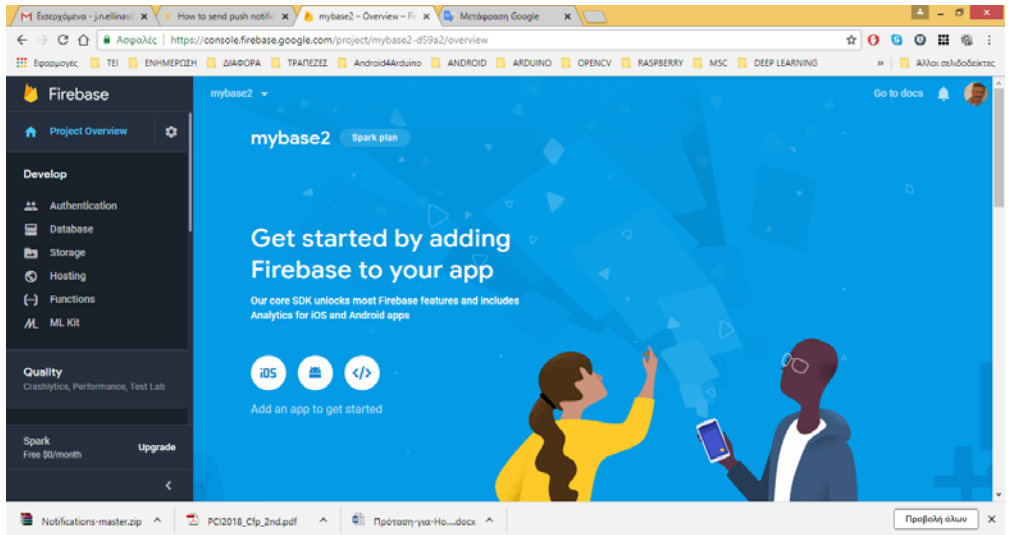 Εισερχόμενα - j.n.ellinas@
How to send push notific
mybase2 – Overview – Fir
Μετάφραση Google
Ασφαλές | https://console.firebase.google.com/project/mybase2-d59a2/overview
Εφαρμογές ΤΕΙ ΕΝΗΜΕΡΩΣΗ ΔΙΑΦΟΡΑ ΤΡΑΠΕΖΕΣ Android4Arduino ANDROID ARDUINO OPENCV RASPBERRY MSC DEEP LEARNING » Άλλοι σελιδοδείκτες
Firebase
mybase2
Go to docs
Project Overview
mybase2 Spark plan
Develop
Authentication
Database
Storage
Hosting
Functions
ML Kit
Get started by adding
Firebase to your app
Our core SDK unlocks most Firebase features and includes
Analytics for iOS and Android apps
iOS </>
Add an app to get started
Quality
Crashlytics, Performance, Test Lab
Spark
Free $0/month
Upgrade
Notifications-master.zip
PCI2018_Cfp_2nd.pdf
Πρόταση-για-Ho....docx
Προβολή όλων